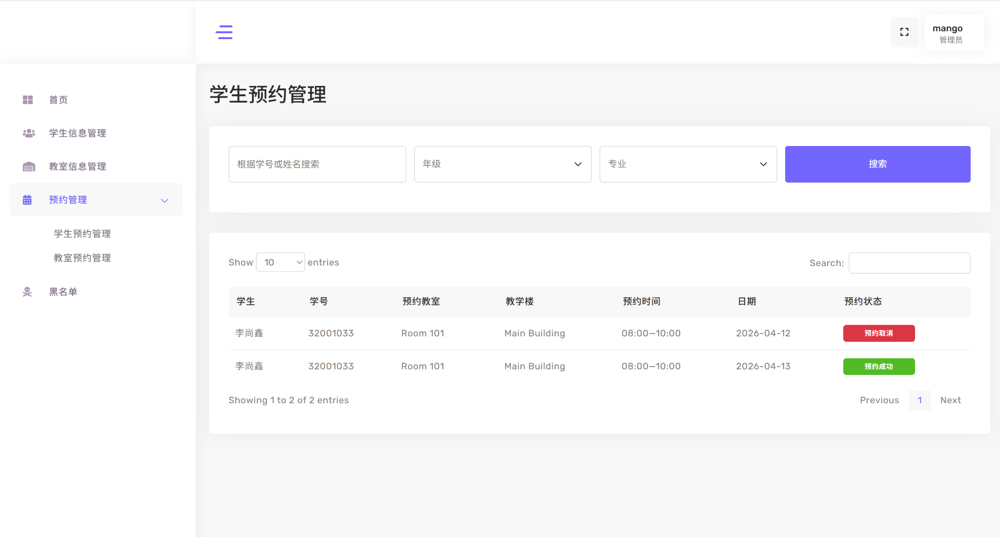 mango
管理员
首页
学生信息管理
教室信息管理
预约管理
学生预约管理
教室预约管理
黑名单
学生预约管理
根据学号或姓名搜索 年级 专业 搜索
Show 10 entries Search:
学生 学号 预约教室 教学楼 预约时间 日期 预约状态
李尚鑫 32001033 Room 101 Main Building 08:00—10:00 2026-04-12 预约取消
李尚鑫 32001033 Room 101 Main Building 08:00—10:00 2026-04-13 预约成功
Showing 1 to 2 of 2 entries Previous 1 Next